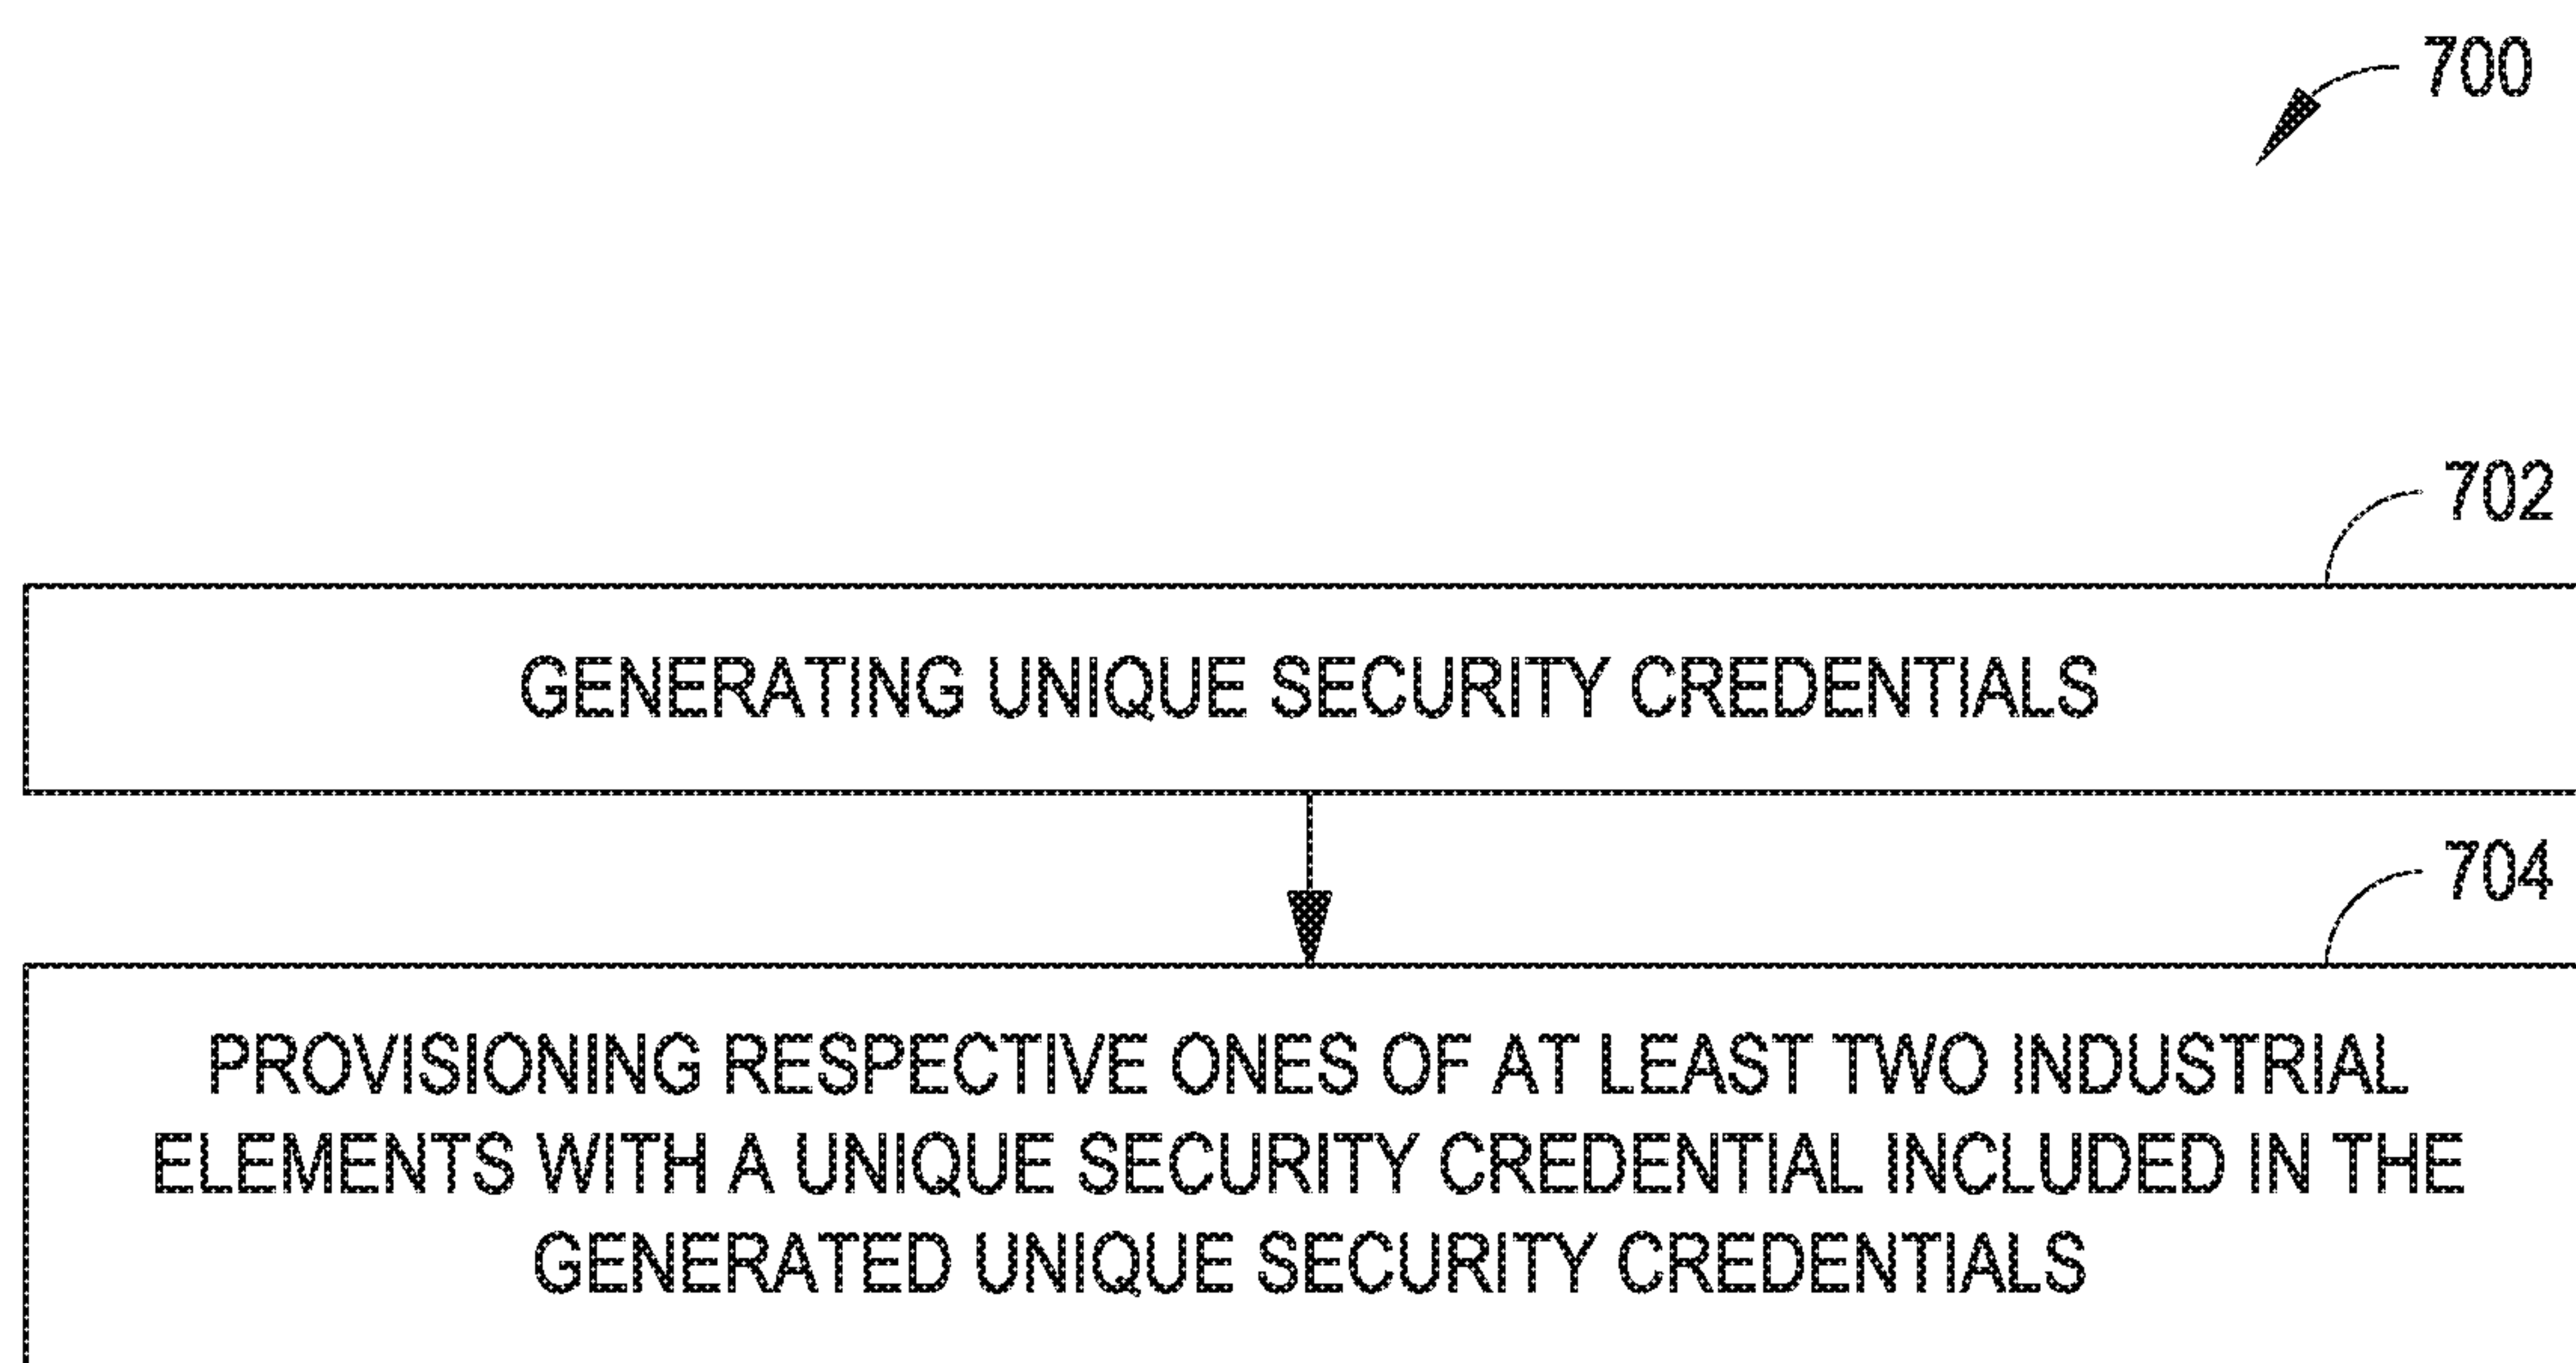 700
702
GENERATING UNIQUE SECURITY CREDENTIALS
704
PROVISIONING RESPECTIVE ONES OF AT LEAST TWO INDUSTRIAL
ELEMENTS WITH A UNIQUE SECURITY CREDENTIAL INCLUDED IN THE
GENERATED UNIQUE SECURITY CREDENTIALS